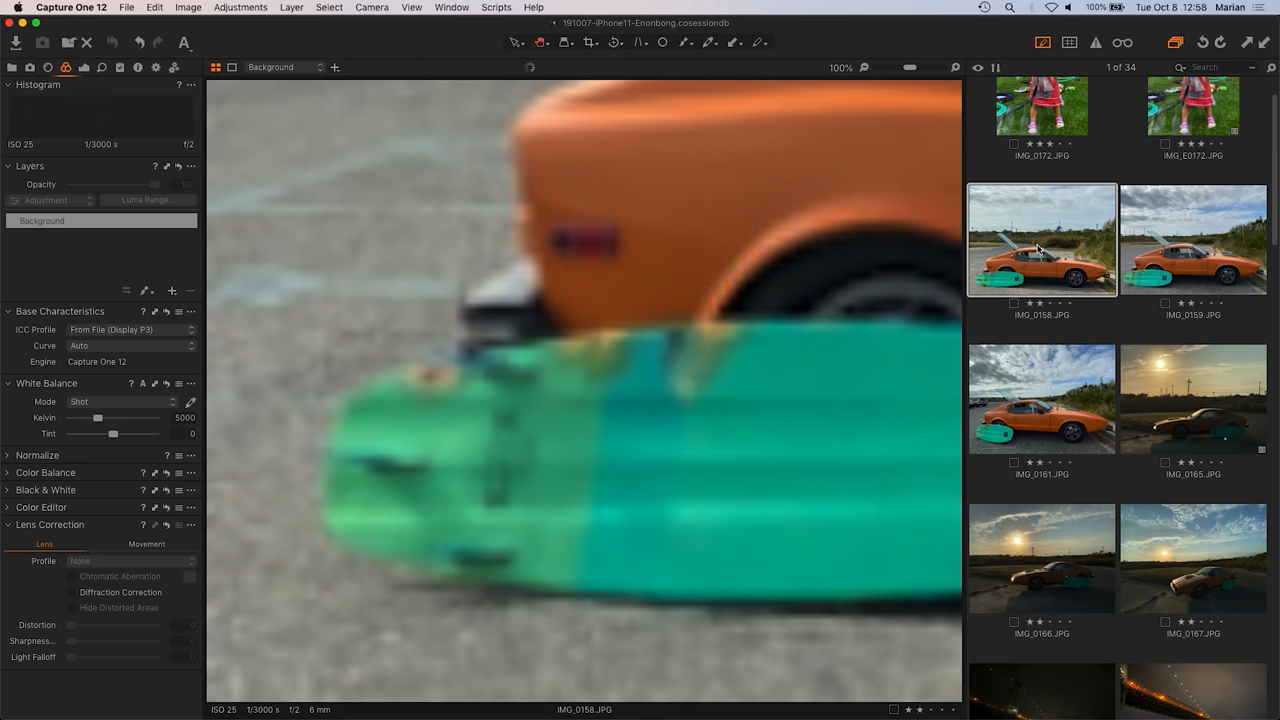 Capture One 12 File Edit Image Adjustments Layer Select Camera View Window Scripts Help 100% Tue Oct 8 12:58 Marian
191007-iPhone11-Enonbong.cosessiondb
Background 100% 1 of 34 Search
Histogram
ISO 25 1/3000 s f/2
Layers
Opacity 100
Adjustment Luma Range...
Background
Base Characteristics
ICC Profile From File (Display P3)
Curve Auto
Engine Capture One 12
White Balance
Mode Shot
Kelvin 5000
Tint 0
Normalize
Color Balance
Black & White
Color Editor
Lens Correction
Lens Movement
Profile None
Chromatic Aberration
Diffraction Correction
Hide Distorted Areas
Distortion 0
Sharpness... 0
Light Falloff 0
ISO 25 1/3000 s f/2 6 mm IMG_0158.JPG
IMG_0172.JPG IMG_E0172.JPG
IMG_0158.JPG IMG_0159.JPG
IMG_0161.JPG IMG_0165.JPG
IMG_0166.JPG IMG_0167.JPG